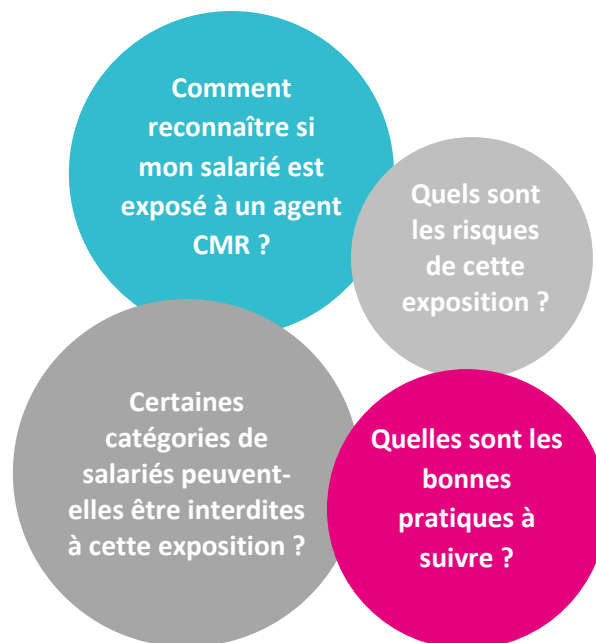 Comment
reconnaître si
mon salarié est
exposé à un agent
CMR ?
Quels sont
les risques
de cette
exposition ?
Certaines
catégories de
salariés peuvent-
elles être interdites
à cette exposition ?
Quelles sont les
bonnes
pratiques à
suivre ?